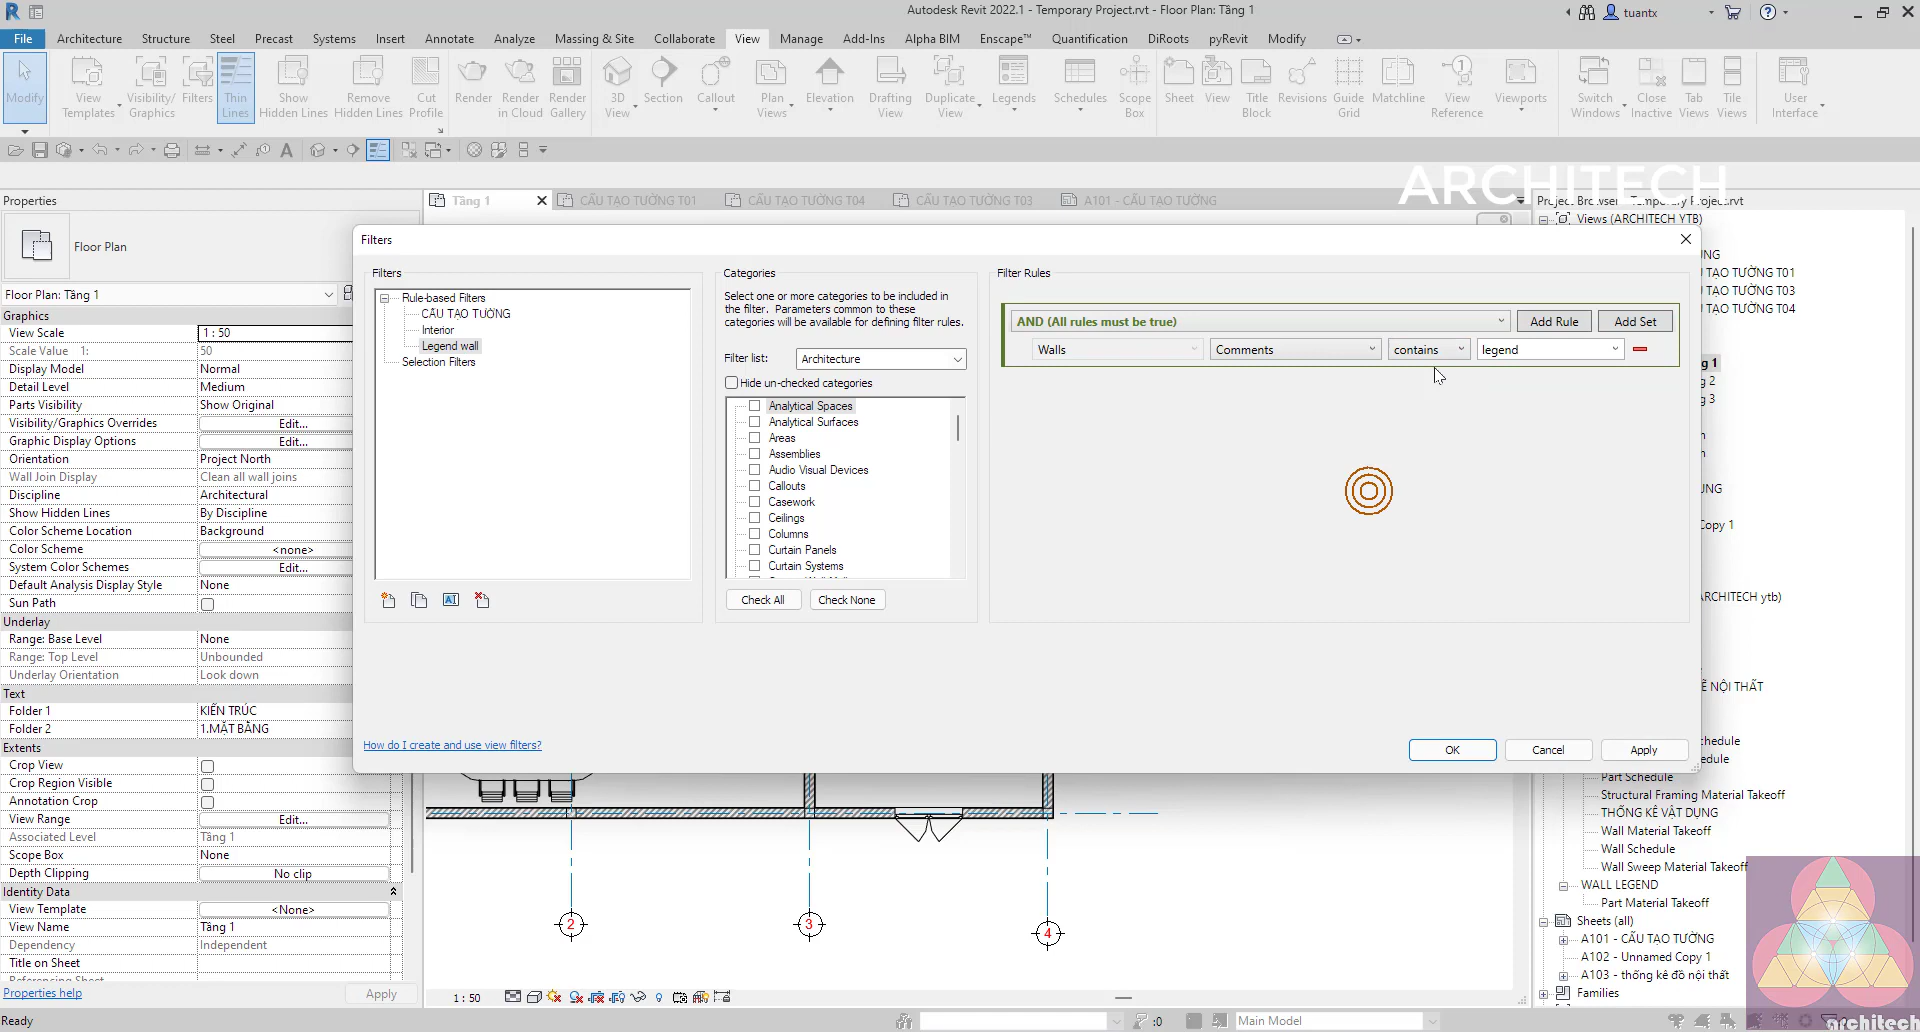 Autodesk Revit 2022.1 - Temporary Project.rvt - Floor Plan: Tầng 1
tuantx
File Architecture Structure Steel Precast Systems Insert Annotate Analyze Massing & Site Collaborate View Manage Add-Ins Alpha BIM Enscape™ Quantification DiRoots pyRevit Modify
Modify
View Templates
Visibility/ Graphics
Filters
Thin Lines
Show Hidden Lines
Remove Hidden Lines
Cut Profile
Render
Render in Cloud
Render Gallery
3D View
Section
Callout
Plan Views
Elevation
Drafting View
Duplicate View
Legends
Schedules
Scope Box
Sheet
View
Title Block
Revisions
Guide Grid
Matchline
View Reference
Viewports
Switch Windows
Close Inactive
Tab Views
Tile Views
User Interface
ARCHITECH
Properties
Tầng 1
CẤU TẠO TƯỜNG T01
CẤU TẠO TƯỜNG T04
CẤU TẠO TƯỜNG T03
A101 - CẤU TẠO TƯỜNG
Floor Plan
Floor Plan: Tầng 1
Graphics
View Scale 1 : 50
Scale Value 1: 50
Display Model Normal
Detail Level Medium
Parts Visibility Show Original
Visibility/Graphics Overrides Edit...
Graphic Display Options Edit...
Orientation Project North
Wall Join Display Clean all wall joins
Discipline Architectural
Show Hidden Lines By Discipline
Color Scheme Location Background
Color Scheme <none>
System Color Schemes Edit...
Default Analysis Display Style None
Sun Path
Underlay
Range: Base Level None
Range: Top Level Unbounded
Underlay Orientation Look down
Text
Folder 1 KIẾN TRÚC
Folder 2 1.MẶT BẰNG
Extents
Crop View
Crop Region Visible
Annotation Crop
View Range Edit...
Associated Level Tầng 1
Scope Box None
Depth Clipping No clip
Identity Data
View Template <None>
View Name Tầng 1
Dependency Independent
Title on Sheet
Properties help
Apply
Ready
Filters
Filters
Rule-based Filters
CẤU TẠO TƯỜNG
Interior
Legend wall
Selection Filters
How do I create and use view filters?
Categories
Select one or more categories to be included in
the filter. Parameters common to these
categories will be available for defining filter rules.
Filter list: Architecture
Hide un-checked categories
Analytical Spaces
Analytical Surfaces
Areas
Assemblies
Audio Visual Devices
Callouts
Casework
Ceilings
Columns
Curtain Panels
Curtain Systems
Check All
Check None
Filter Rules
AND (All rules must be true)
Add Rule
Add Set
Walls
Comments
contains
legend
OK
Cancel
Apply
2
3
4
1 : 50
:0
Main Model
Views (ARCHITECH YTB)
TẠO TƯỜNG T01
TẠO TƯỜNG T03
TẠO TƯỜNG T04
Part Schedule
Structural Framing Material Takeoff
THỐNG KÊ VẬT DỤNG
Wall Material Takeoff
Wall Schedule
Wall Sweep Material Takeoff
WALL LEGEND
Part Material Takeoff
Sheets (all)
A101 - CẤU TẠO TƯỜNG
A102 - Unnamed Copy 1
A103 - thống kê đồ nội thất
Families
architech